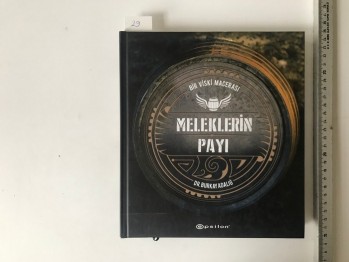 BİR VİSKİ MACERASI
MELEKLERİN
PAYI
DR. BURKAY ADALIĞ
epsilon